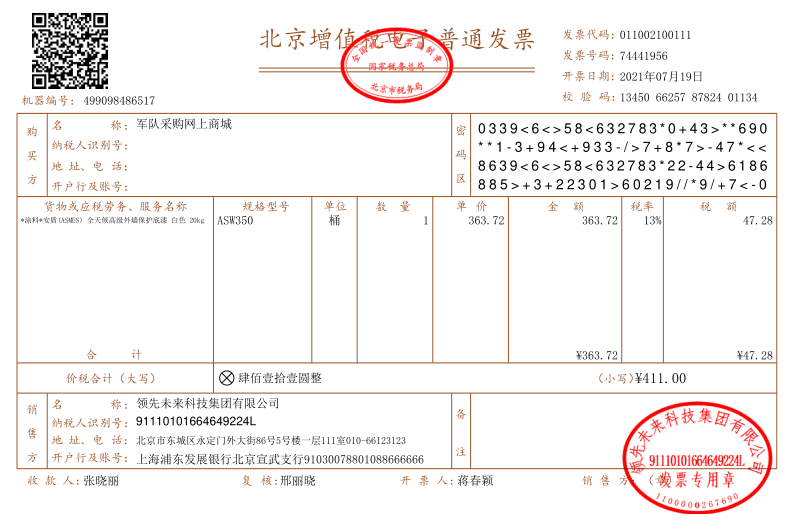 北京增值税电子普通发票
全国统一发票监制章
国家税务总局
北京市税务局
发票代码: 011002100111
发票号码: 74441956
开票日期: 2021年07月19日
校 验 码: 13450 66257 87824 01134
机器编号: 499098486517
购买方
名 称: 军队采购网上商城
纳税人识别号:
地 址、电 话:
开户行及账号:
密码区
0339<6<>58<632783*0+43>**690
**1-3+94<+933-/>7+8*7>-47*<<
8639<6<>58<632783*22-44>6186
885>+3+22301>60219//*9/+7<-0
货物或应税劳务、服务名称 规格型号 单位 数 量 单 价 金 额 税率 税 额
*涂料*安盾(ASMES) 全天候高级外墙保护底漆 白色 20kg ASW350 桶 1 363.72 363.72 13% 47.28
合 计 ¥363.72 ¥47.28
价税合计（大写） ⊗肆佰壹拾壹圆整 (小写)¥411.00
销售方
名 称: 领先未来科技集团有限公司
纳税人识别号: 91110101664649224L
地 址、电 话: 北京市东城区永定门外大街86号5号楼一层111室010-66123123
开户行及账号: 上海浦东发展银行北京宣武支行91030078801088666666
备注
收 款 人: 张晓丽 复 核: 邢丽晓 开 票 人: 蒋春颖 销 售 方: (章)
领先未来科技集团有限公司
91110101664649224L
发票专用章
1100000267690